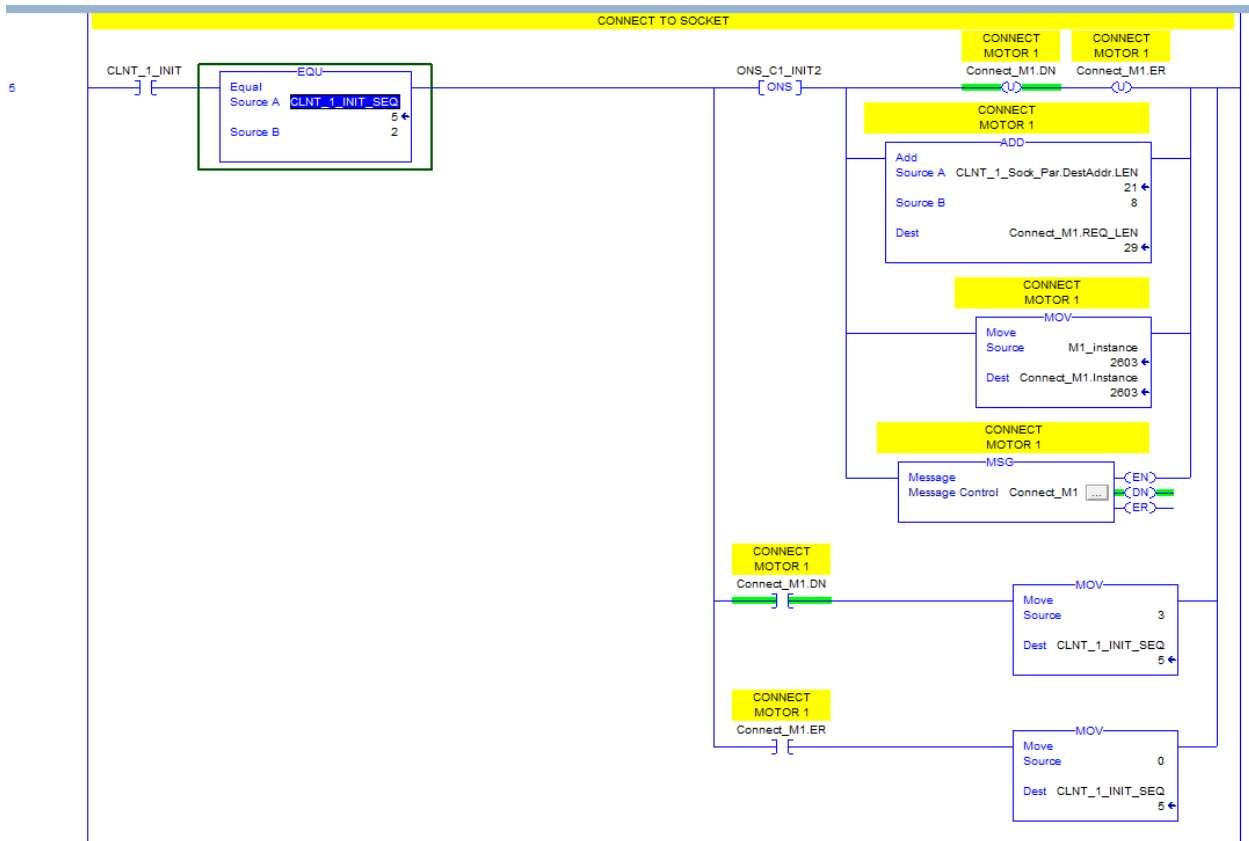 CONNECT TO SOCKET
CONNECT
MOTOR 1
CONNECT
MOTOR 1
CLNT_1_INIT
EQU
ONS_C1_INIT2
Connect_M1.DN
Connect_M1.ER
5
Equal
Source A CLNT_1_INIT_SEQ
5
Source B 2
ONS
U
U
CONNECT
MOTOR 1
ADD
Add
Source A CLNT_1_Sock_Par.DestAddr.LEN
21
Source B 8
Dest Connect_M1.REQ_LEN
29
CONNECT
MOTOR 1
MOV
Move
Source M1_instance
2603
Dest Connect_M1.Instance
2603
CONNECT
MOTOR 1
MSG
Message
Message Control Connect_M1 ...
EN
DN
ER
CONNECT
MOTOR 1
Connect_M1.DN
MOV
Move
Source 3
Dest CLNT_1_INIT_SEQ
5
CONNECT
MOTOR 1
Connect_M1.ER
MOV
Move
Source 0
Dest CLNT_1_INIT_SEQ
5